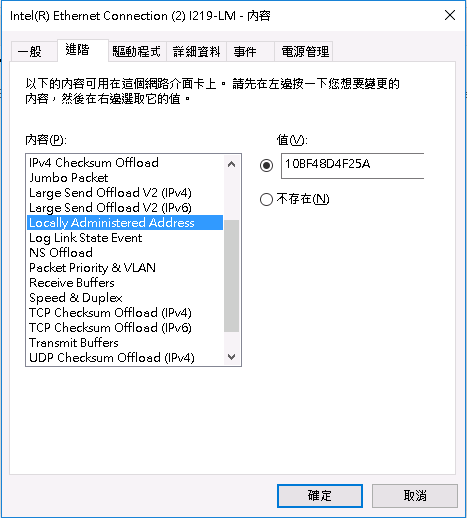 Intel(R) Ethernet Connection (2) I219-LM - 內容
一般 進階 驅動程式 詳細資料 事件 電源管理
以下的內容可用在這個網路介面卡上。請先在左邊按一下您想要變更的
內容，然後在右邊選取它的值。
內容(P):
值(V):
IPv4 Checksum Offload
Jumbo Packet
Large Send Offload V2 (IPv4)
Large Send Offload V2 (IPv6)
Locally Administered Address
Log Link State Event
NS Offload
Packet Priority & VLAN
Receive Buffers
Speed & Duplex
TCP Checksum Offload (IPv4)
TCP Checksum Offload (IPv6)
Transmit Buffers
UDP Checksum Offload (IPv4)
10BF48D4F25A
不存在(N)
確定
取消